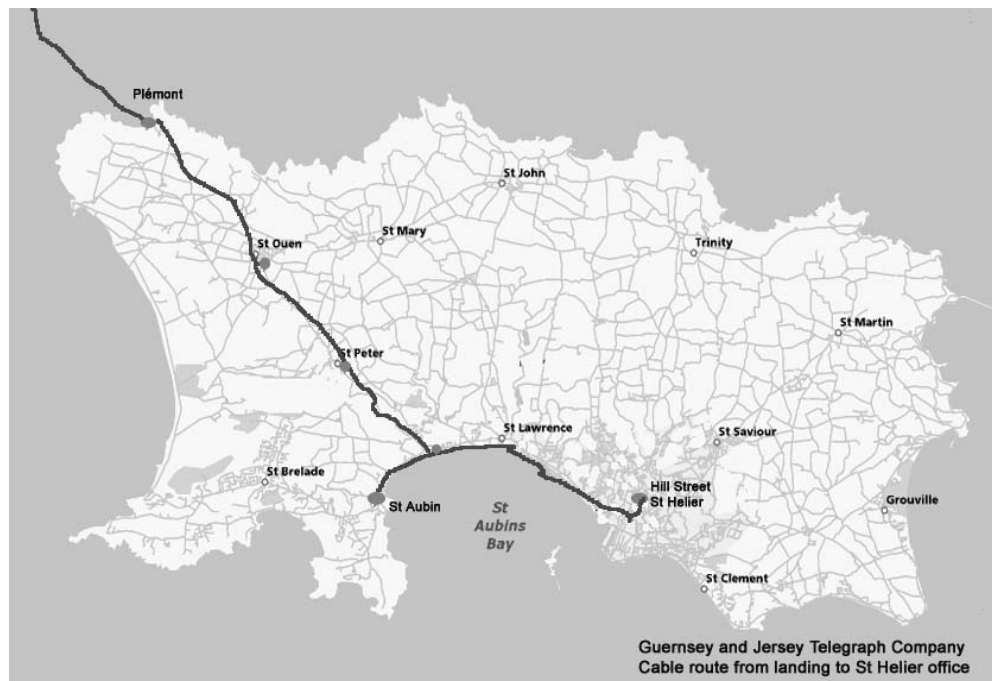 Plémont
St John
St Mary
St Ouen
Trinity
St Martin
St Peter
St Lawrence
St Saviour
St Brelade
Hill Street
St Helier
St Aubin
Grouville
St
Aubins
Bay
St Clement
Guernsey and Jersey Telegraph Company
Cable route from landing to St Helier office